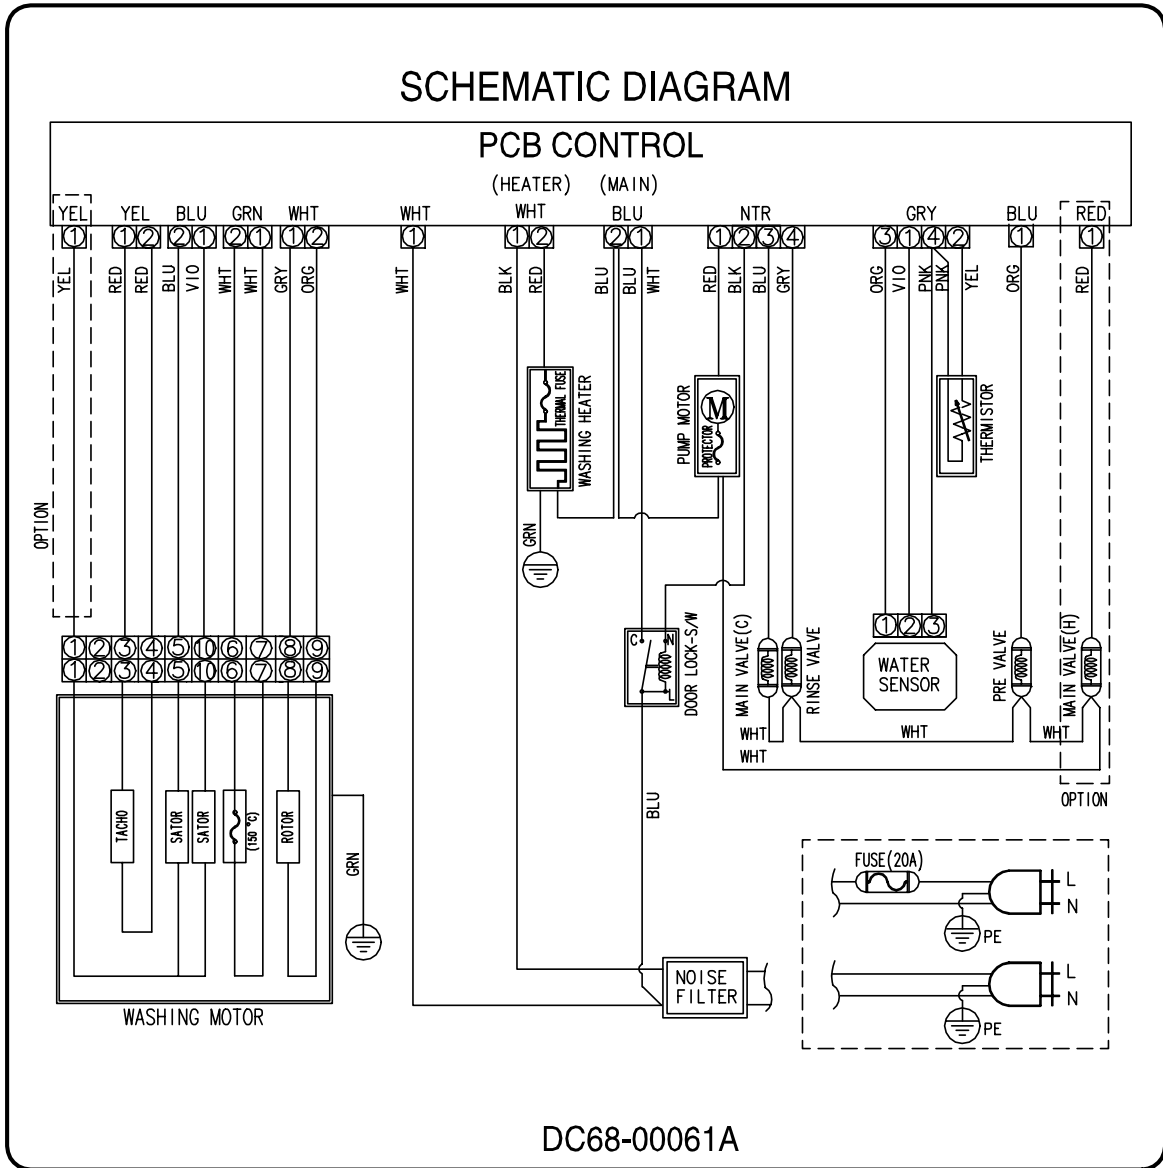 SCHEMATIC DIAGRAM
PCB CONTROL
(HEATER) (MAIN)
YEL YEL BLU GRN WHT WHT WHT BLU NTR GRY BLU RED
1 1 2 2 1 2 1 1 2 1 1 2 2 1 1 2 3 4 3 1 4 2 1 1
YEL RED RED BLU VIO WHT WHT GRY ORG WHT BLK RED BLU BLU WHT RED BLK BLU GRY ORG VIO PNK PNK YEL ORG RED
THERMAL FUSE
WASHING HEATER
PUMP MOTOR
M
PROTECTOR
THERMISTOR
OPTION
GRN
1 2 3 4 5 10 6 7 8 9
1 2 3 4 5 10 6 7 8 9
C N
L
DOOR LOCK-S/W
MAIN VALVE(C)
RINSE VALVE
1 2 3
WATER
SENSOR
PRE VALVE
MAIN VALVE(H)
WHT WHT WHT
WHT
OPTION
TACHO
SATOR
SATOR
(150 °C)
ROTOR
GRN
BLU
WASHING MOTOR
NOISE
FILTER
FUSE(20A)
L
N
PE
L
N
PE
DC68-00061A